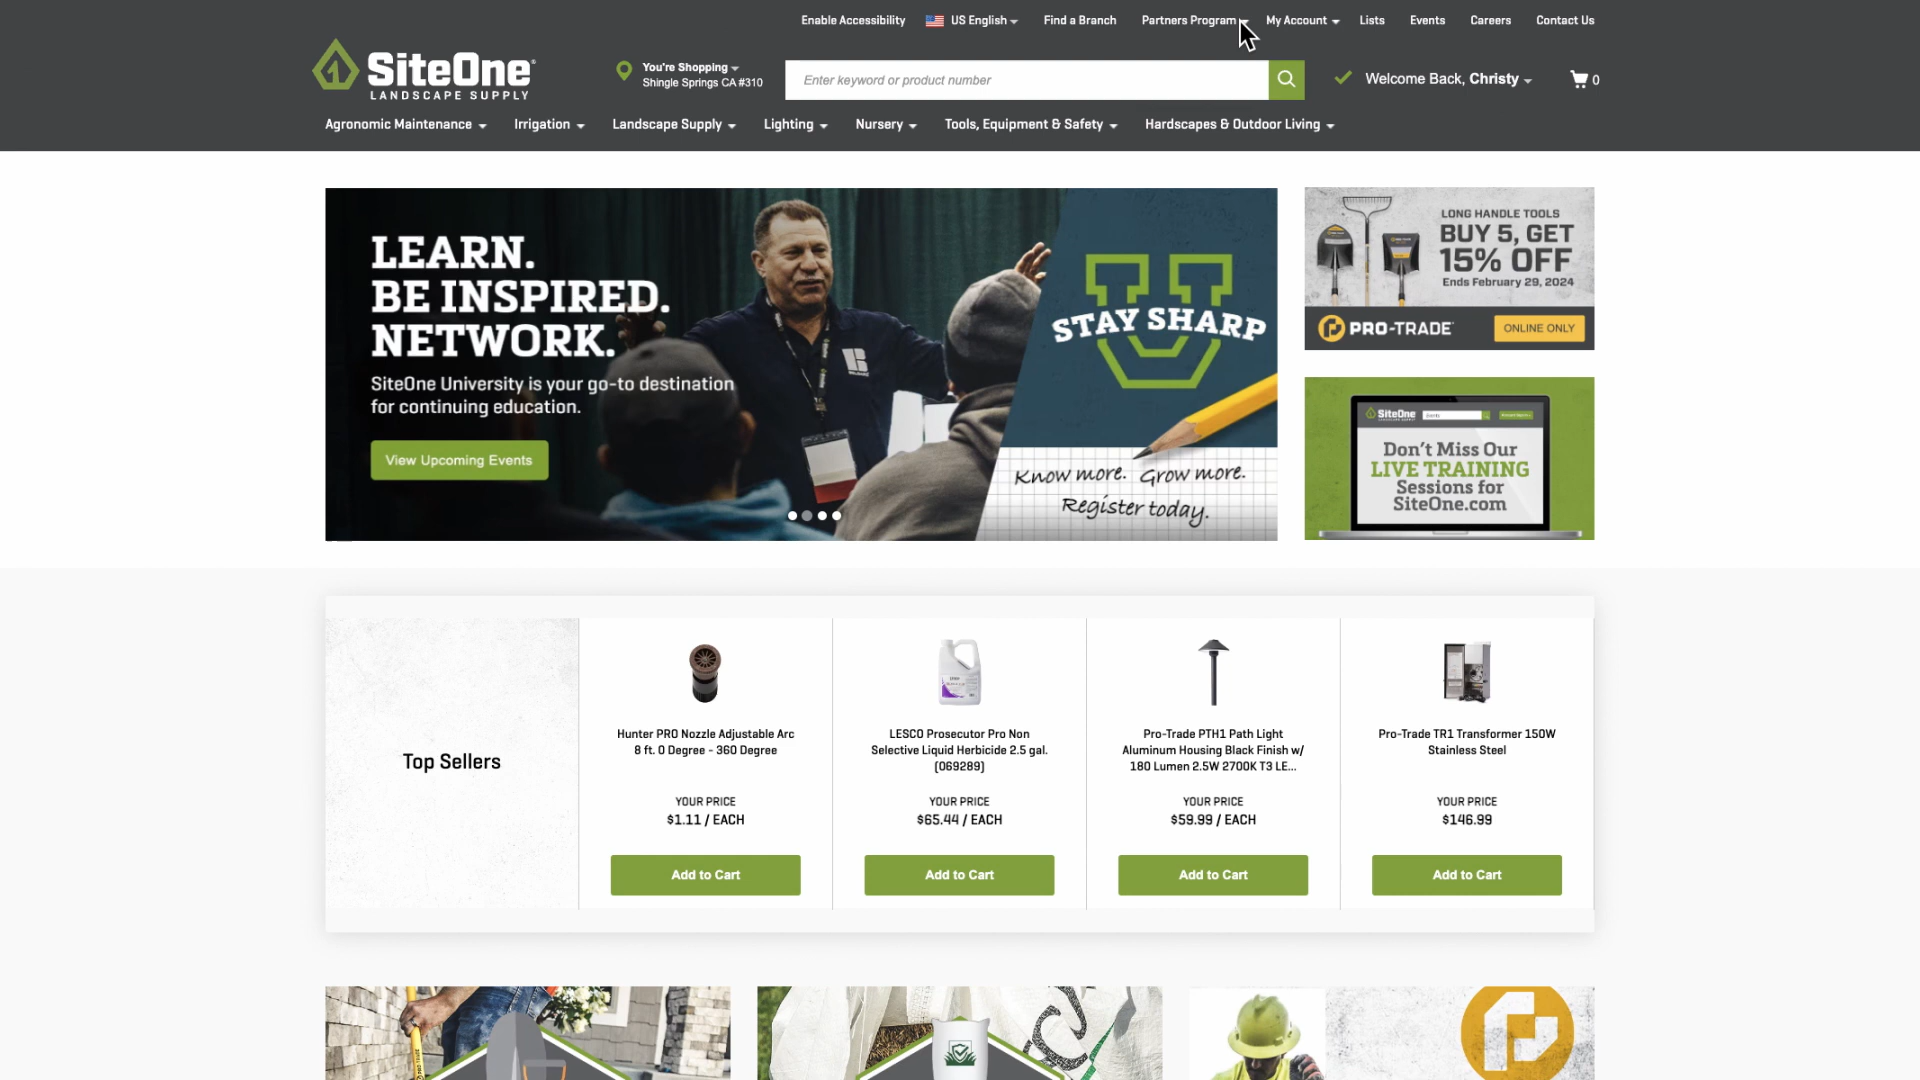 Enable Accessibility
US English
Find a Branch
Partners Program
My Account
Lists
Events
Careers
Contact Us
SiteOne
LANDSCAPE SUPPLY
You're Shopping
Shingle Springs CA #310
Enter keyword or product number
Welcome Back, Christy
0
Agronomic Maintenance
Irrigation
Landscape Supply
Lighting
Nursery
Tools, Equipment & Safety
Hardscapes & Outdoor Living
LEARN.
BE INSPIRED.
NETWORK.
SiteOne University is your go-to destination
for continuing education.
View Upcoming Events
STAY SHARP
Know more. Grow more.
Register today.
LONG HANDLE TOOLS
BUY 5, GET
15% OFF
Ends February 29, 2024
PRO-TRADE
ONLINE ONLY
SiteOne
Don't Miss Our
LIVE TRAINING
Sessions for
SiteOne.com
Top Sellers
Hunter PRO Nozzle Adjustable Arc
8 ft. 0 Degree - 360 Degree
YOUR PRICE
$1.11 / EACH
Add to Cart
LESCO Prosecutor Pro Non
Selective Liquid Herbicide 2.5 gal.
(069289)
YOUR PRICE
$65.44 / EACH
Add to Cart
Pro-Trade PTH1 Path Light
Aluminum Housing Black Finish w/
180 Lumen 2.5W 2700K T3 LE...
YOUR PRICE
$59.99 / EACH
Add to Cart
Pro-Trade TR1 Transformer 150W
Stainless Steel
YOUR PRICE
$146.99
Add to Cart